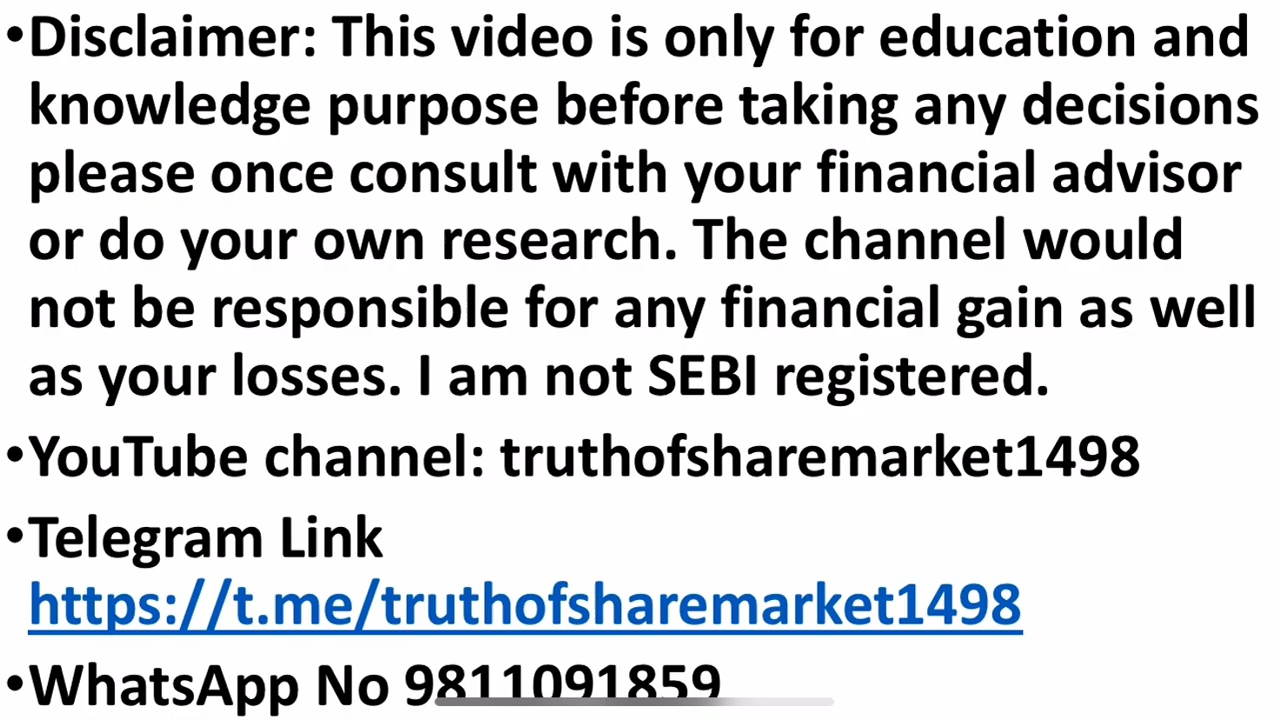 •Disclaimer: This video is only for education and
knowledge purpose before taking any decisions
please once consult with your financial advisor
or do your own research. The channel would
not be responsible for any financial gain as well
as your losses. I am not SEBI registered.
•YouTube channel: truthofsharemarket1498
•Telegram Link
https://t.me/truthofsharemarket1498
•WhatsApp No 9811091859